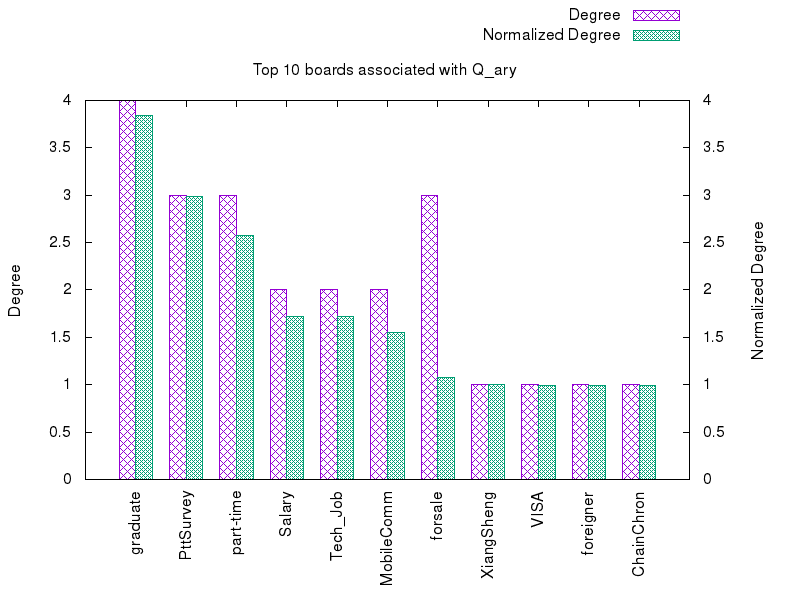 Degree
Normalized Degree
Top 10 boards associated with Q_ary
4 4
3.5 3.5
3 3
2.5 2.5
2 2
1.5 1.5
1 1
0.5 0.5
0 0
Degree
Normalized Degree
graduate
PttSurvey
part-time
Salary
Tech_Job
MobileComm
forsale
XiangSheng
VISA
foreigner
ChainChron